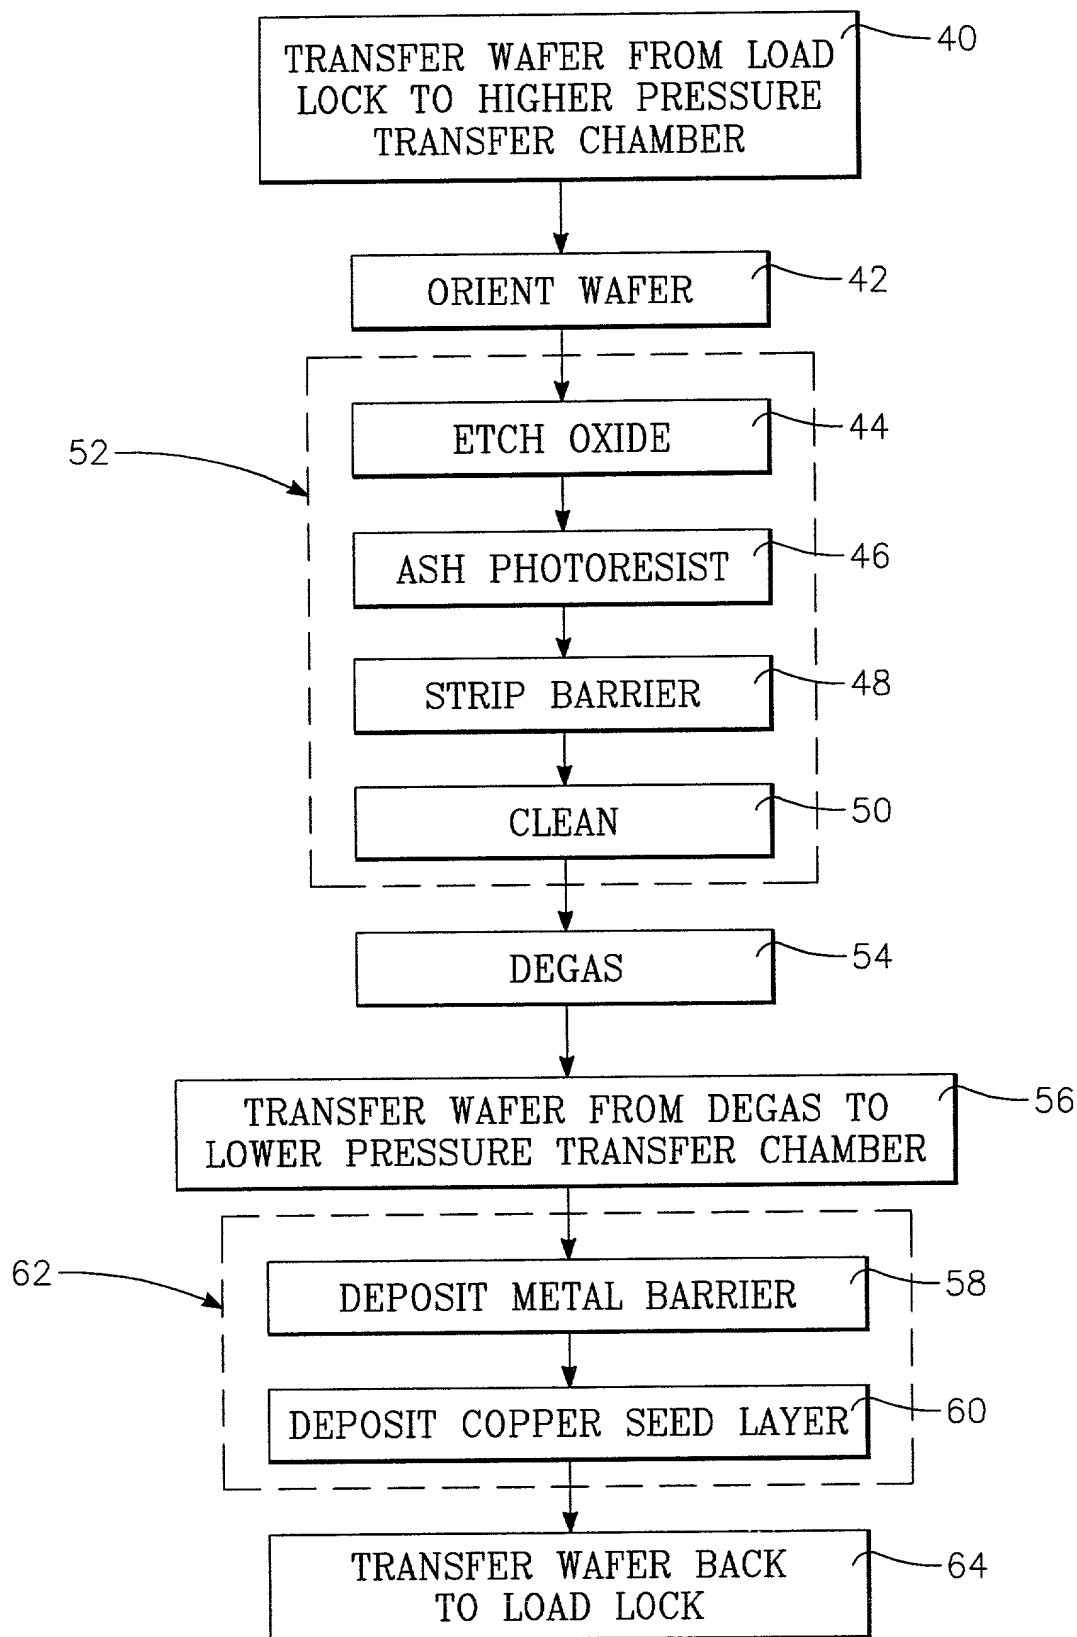 TRANSFER WAFER FROM LOAD
LOCK TO HIGHER PRESSURE
TRANSFER CHAMBER
40
ORIENT WAFER
42
52
ETCH OXIDE
44
ASH PHOTORESIST
46
STRIP BARRIER
48
CLEAN
50
DEGAS
54
TRANSFER WAFER FROM DEGAS TO
LOWER PRESSURE TRANSFER CHAMBER
56
62
DEPOSIT METAL BARRIER
58
DEPOSIT COPPER SEED LAYER
60
TRANSFER WAFER BACK
TO LOAD LOCK
64